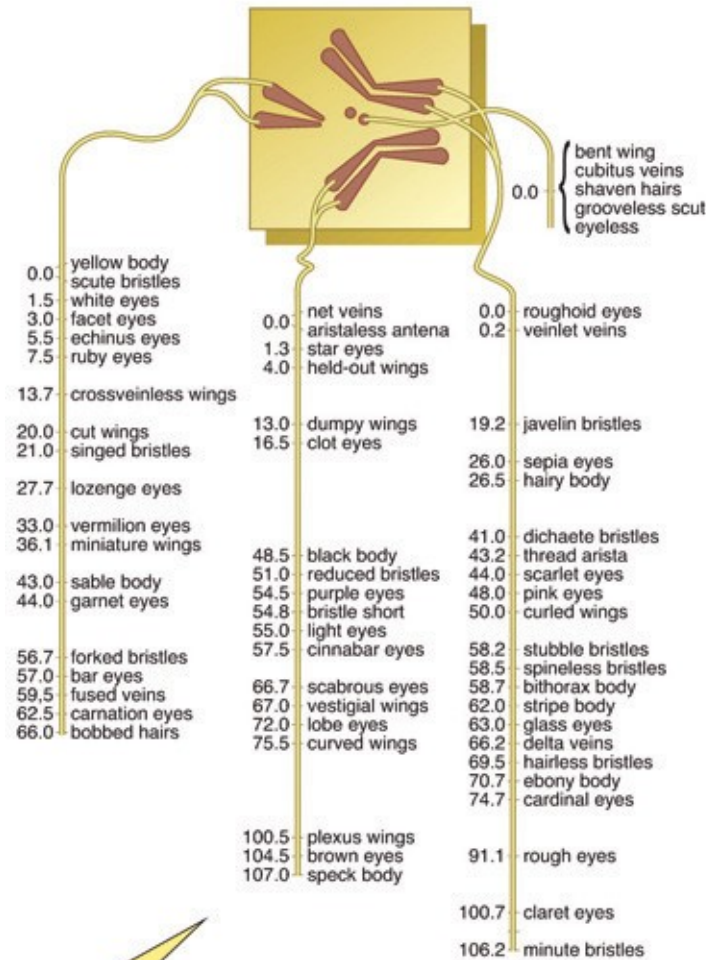 0.0
bent wing
cubitus veins
shaven hairs
grooveless scut
eyeless
0.0
yellow body
scute bristles
1.5 white eyes
3.0 facet eyes
5.5 echinus eyes
7.5 ruby eyes
13.7 crossveinless wings
20.0 cut wings
21.0 singed bristles
27.7 lozenge eyes
33.0 vermilion eyes
36.1 miniature wings
43.0 sable body
44.0 garnet eyes
56.7 forked bristles
57.0 bar eyes
59.5 fused veins
62.5 carnation eyes
66.0 bobbed hairs
0.0
net veins
aristaless antena
1.3 star eyes
4.0 held-out wings
13.0 dumpy wings
16.5 clot eyes
48.5 black body
51.0 reduced bristles
54.5 purple eyes
54.8 bristle short
55.0 light eyes
57.5 cinnabar eyes
66.7 scabrous eyes
67.0 vestigial wings
72.0 lobe eyes
75.5 curved wings
100.5 plexus wings
104.5 brown eyes
107.0 speck body
0.0 roughoid eyes
0.2 veinlet veins
19.2 javelin bristles
26.0 sepia eyes
26.5 hairy body
41.0 dichaete bristles
43.2 thread arista
44.0 scarlet eyes
48.0 pink eyes
50.0 curled wings
58.2 stubble bristles
58.5 spineless bristles
58.7 bithorax body
62.0 stripe body
63.0 glass eyes
66.2 delta veins
69.5 hairless bristles
70.7 ebony body
74.7 cardinal eyes
91.1 rough eyes
100.7 claret eyes
106.2 minute bristles